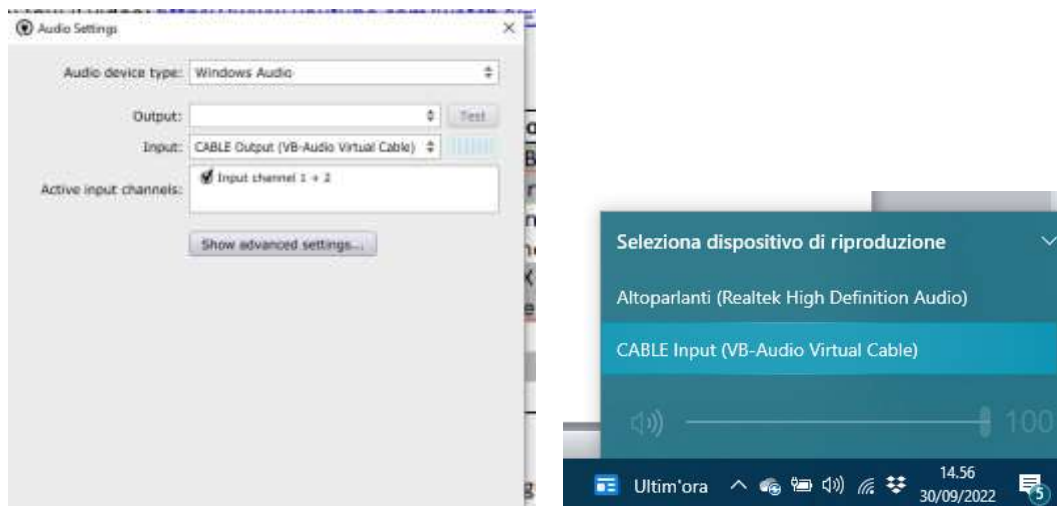 Audio Settings
Audio device type: Windows Audio
Output: Test
Input: CABLE Output (VB-Audio Virtual Cable)
Active input channels: Input channel 1 + 2
Show advanced settings...
Seleziona dispositivo di riproduzione
Altoparlanti (Realtek High Definition Audio)
CABLE Input (VB-Audio Virtual Cable)
100
Ultim'ora
14.56
30/09/2022
5